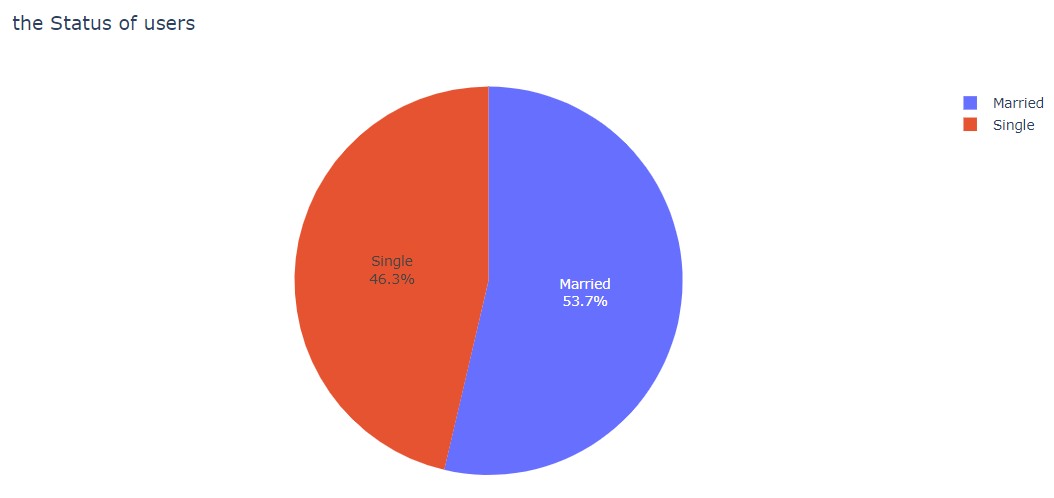 the Status of users
Married
Single
Single
46.3%
Married
53.7%